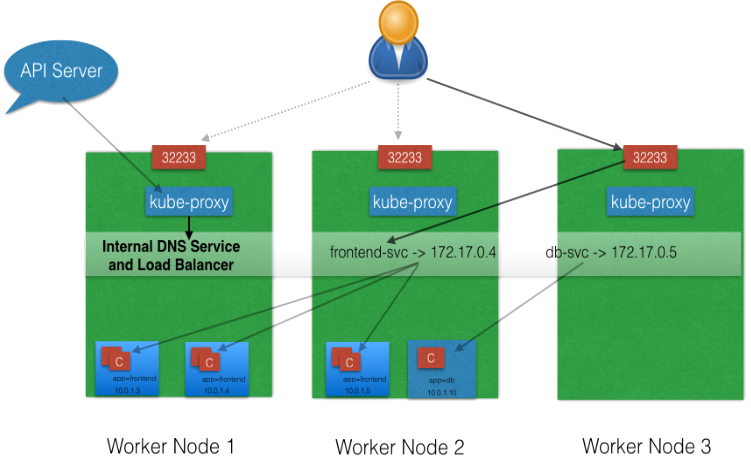 API Server
32233
32233
32233
kube-proxy
kube-proxy
kube-proxy
Internal DNS Service
and Load Balancer
frontend-svc -> 172.17.0.4
db-svc -> 172.17.0.5
C
C
C
C
app=frontend
10.0.1.3
app=frontend
10.0.1.4
app=frontend
10.0.1.5
app=db
10.0.1.10
Worker Node 1
Worker Node 2
Worker Node 3